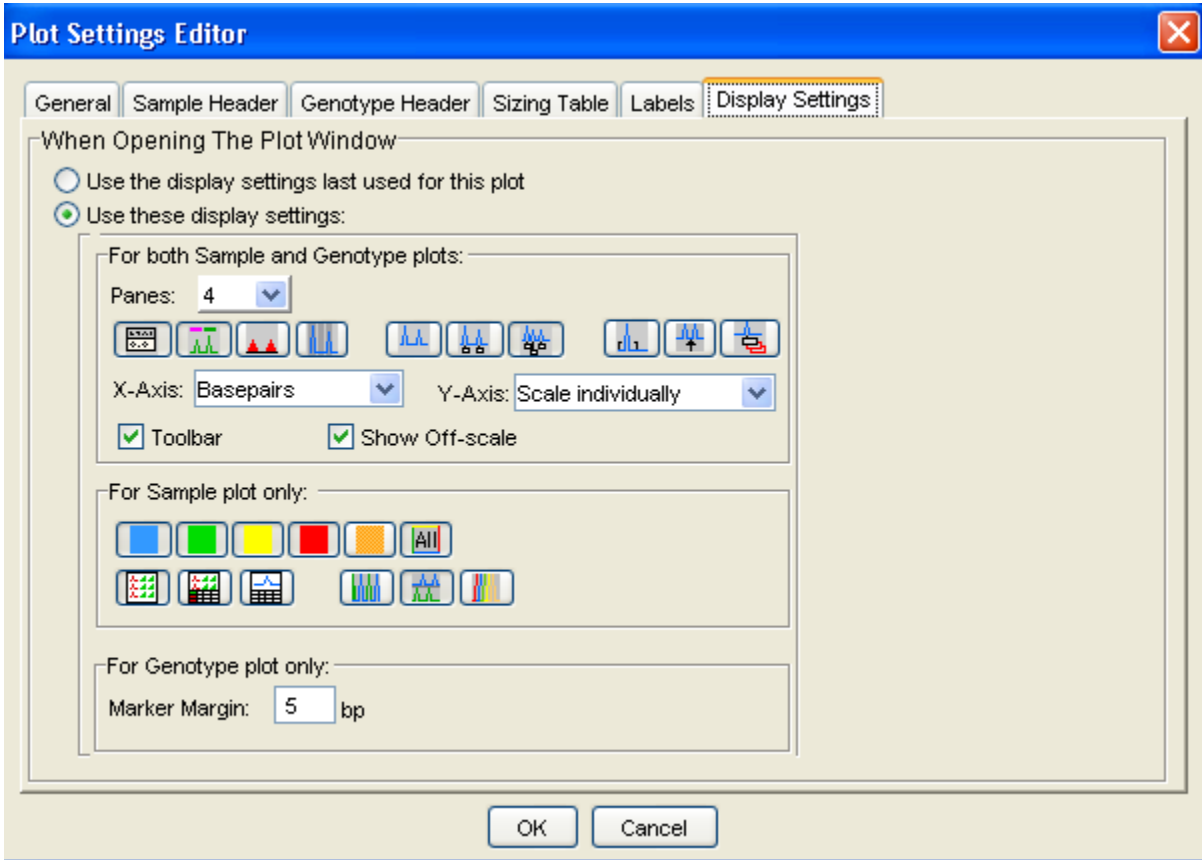 Plot Settings Editor
General Sample Header Genotype Header Sizing Table Labels Display Settings
When Opening The Plot Window
Use the display settings last used for this plot
Use these display settings:
For both Sample and Genotype plots:
Panes: 4
X-Axis: Basepairs Y-Axis: Scale individually
Toolbar Show Off-scale
For Sample plot only:
All
For Genotype plot only:
Marker Margin: 5 bp
OK Cancel